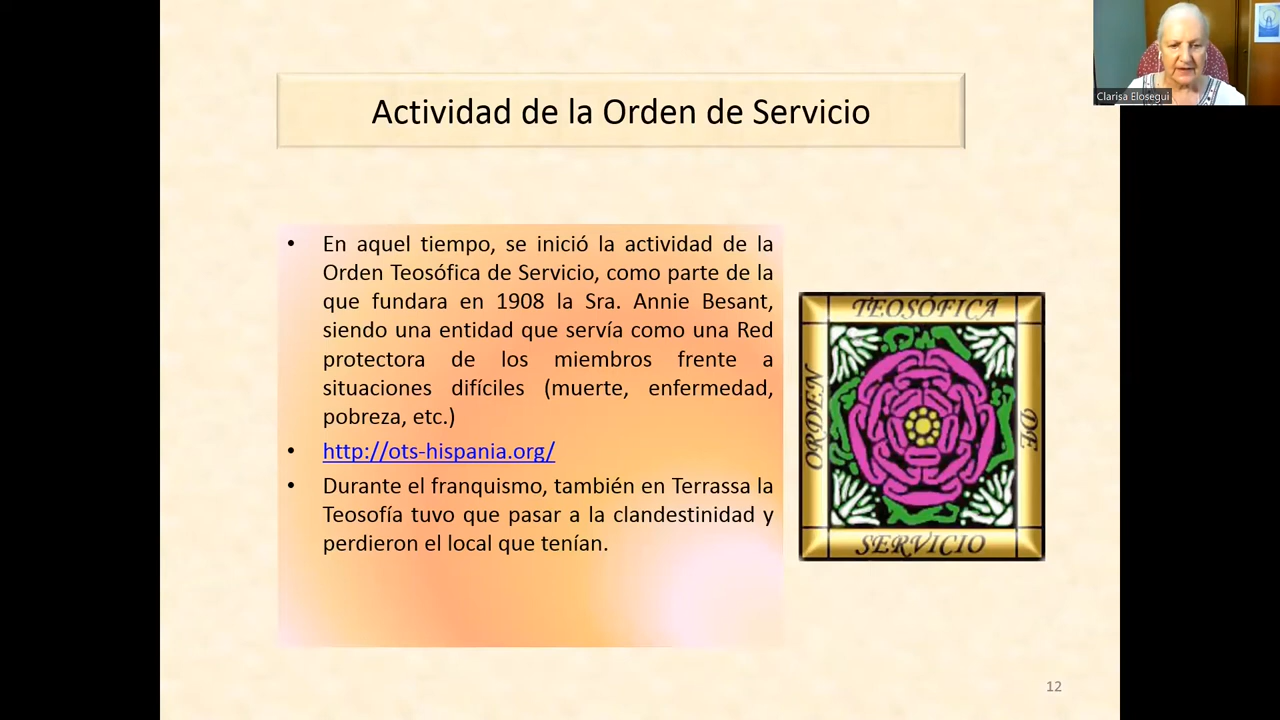 Clarisa Elosegui
Actividad de la Orden de Servicio
• En aquel tiempo, se inició la actividad de la
Orden Teosófica de Servicio, como parte de la
que fundara en 1908 la Sra. Annie Besant,
siendo una entidad que servía como una Red
protectora de los miembros frente a
situaciones difíciles (muerte, enfermedad,
pobreza, etc.)
• http://ots-hispania.org/
• Durante el franquismo, también en Terrassa la
Teosofía tuvo que pasar a la clandestinidad y
perdieron el local que tenían.
ORDEN
TEOSÓFICA
DE
SERVICIO
12